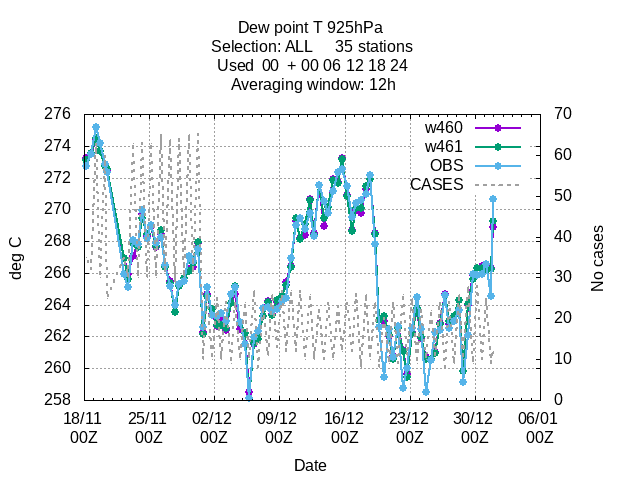 Dew point T 925hPa
Selection: ALL 35 stations
Used 00 + 00 06 12 18 24
Averaging window: 12h
276 70
274 60
272
270 50
268 40
266 30
264 20
262
260 10
258 0
deg C
No cases
w460
w461
OBS
CASES
18/11 25/11 02/12 09/12 16/12 23/12 30/12 06/01
00Z 00Z 00Z 00Z 00Z 00Z 00Z 00Z
Date